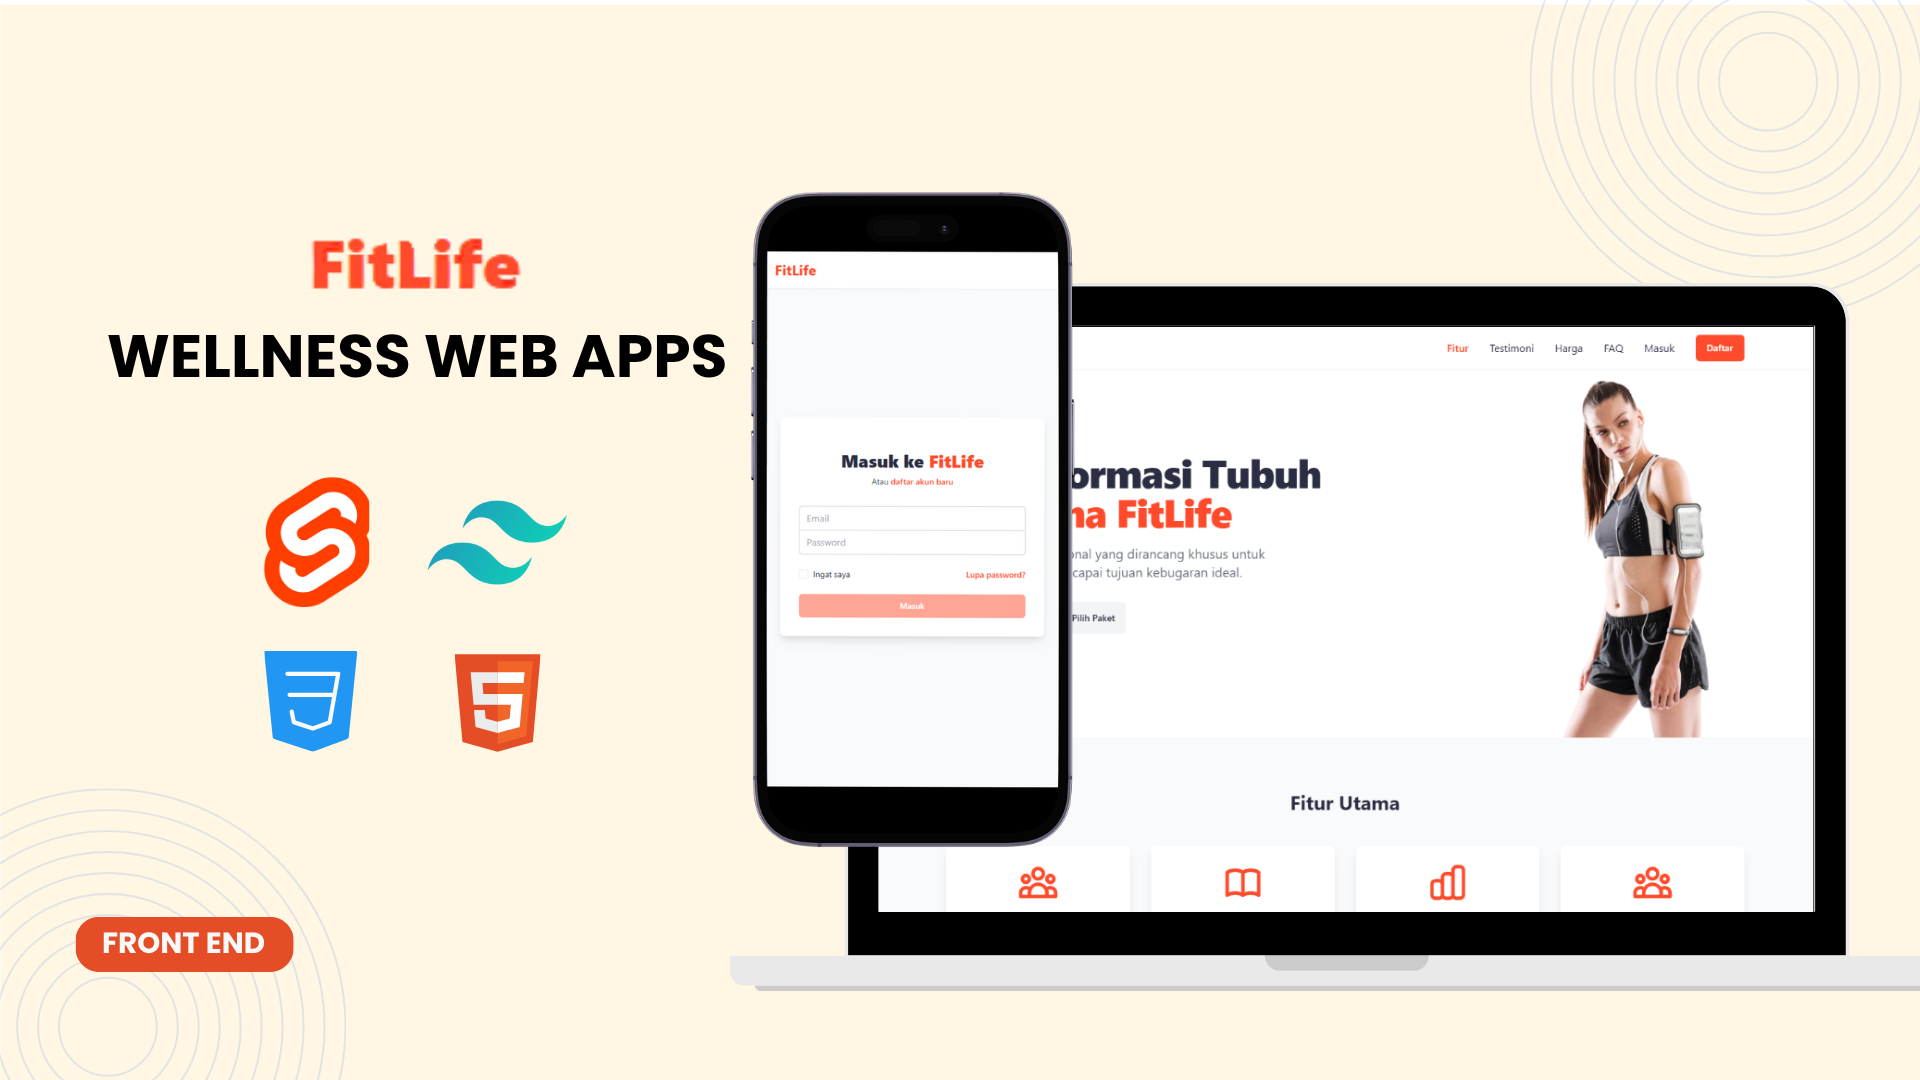 FitLife
WELLNESS WEB APPS
FRONT END
FitLife
Masuk ke FitLife
Atau daftar akun baru
Email
Password
Ingat saya
Lupa password?
Masuk
Fitur
Testimoni
Harga
FAQ
Masuk
Daftar
ormasi Tubuh
na FitLife
onal yang dirancang khusus untuk
capai tujuan kebugaran ideal.
Pilih Paket
Fitur Utama